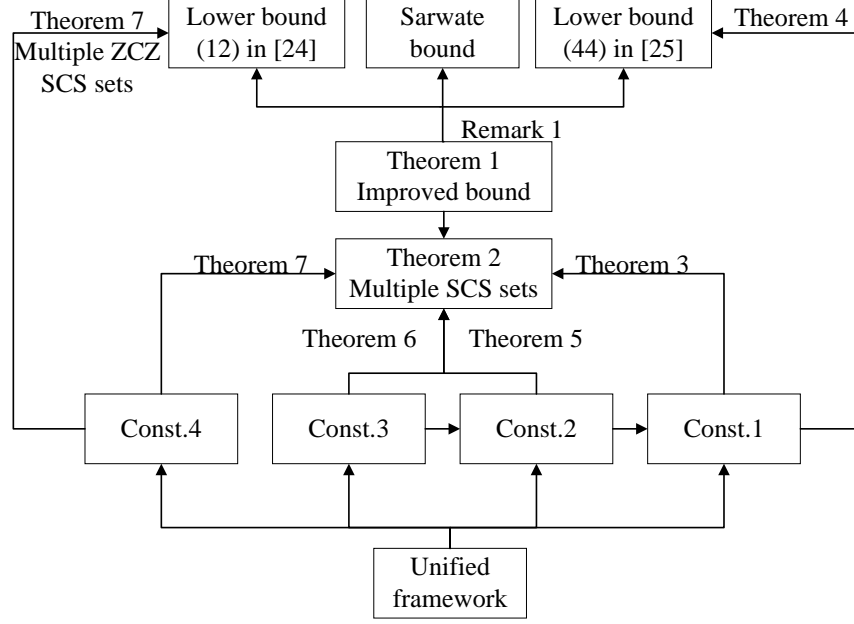 Theorem 7
Multiple ZCZ
SCS sets
Lower bound
(12) in [24]
Sarwate
bound
Lower bound
(44) in [25]
Theorem 4
Remark 1
Theorem 1
Improved bound
Theorem 7
Theorem 2
Multiple SCS sets
Theorem 3
Theorem 6
Theorem 5
Const.4
Const.3
Const.2
Const.1
Unified
framework